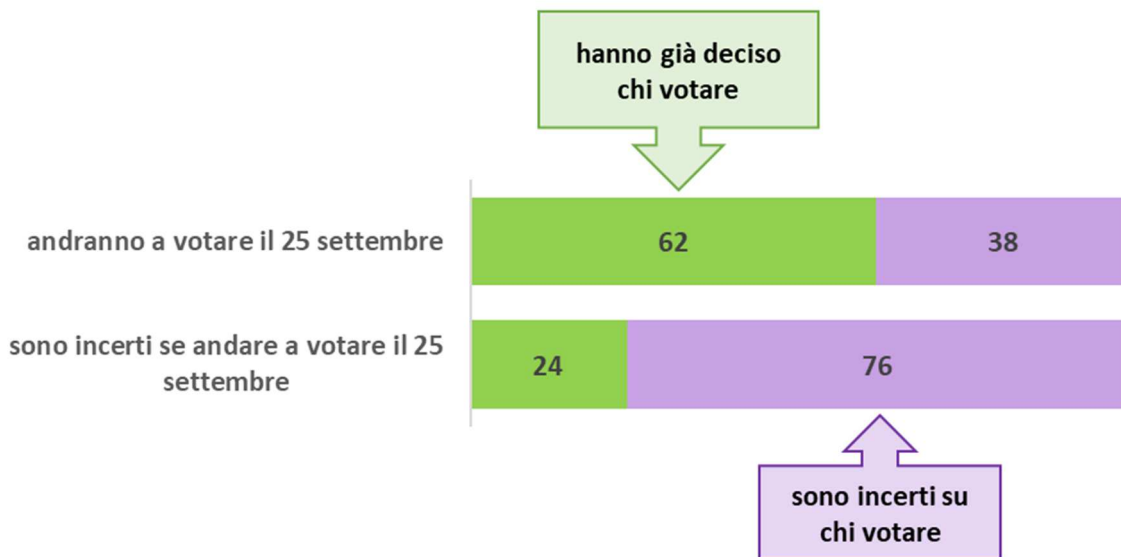 hanno già deciso
chi votare
andranno a votare il 25 settembre
62
38
sono incerti se andare a votare il 25
settembre
24
76
sono incerti su
chi votare